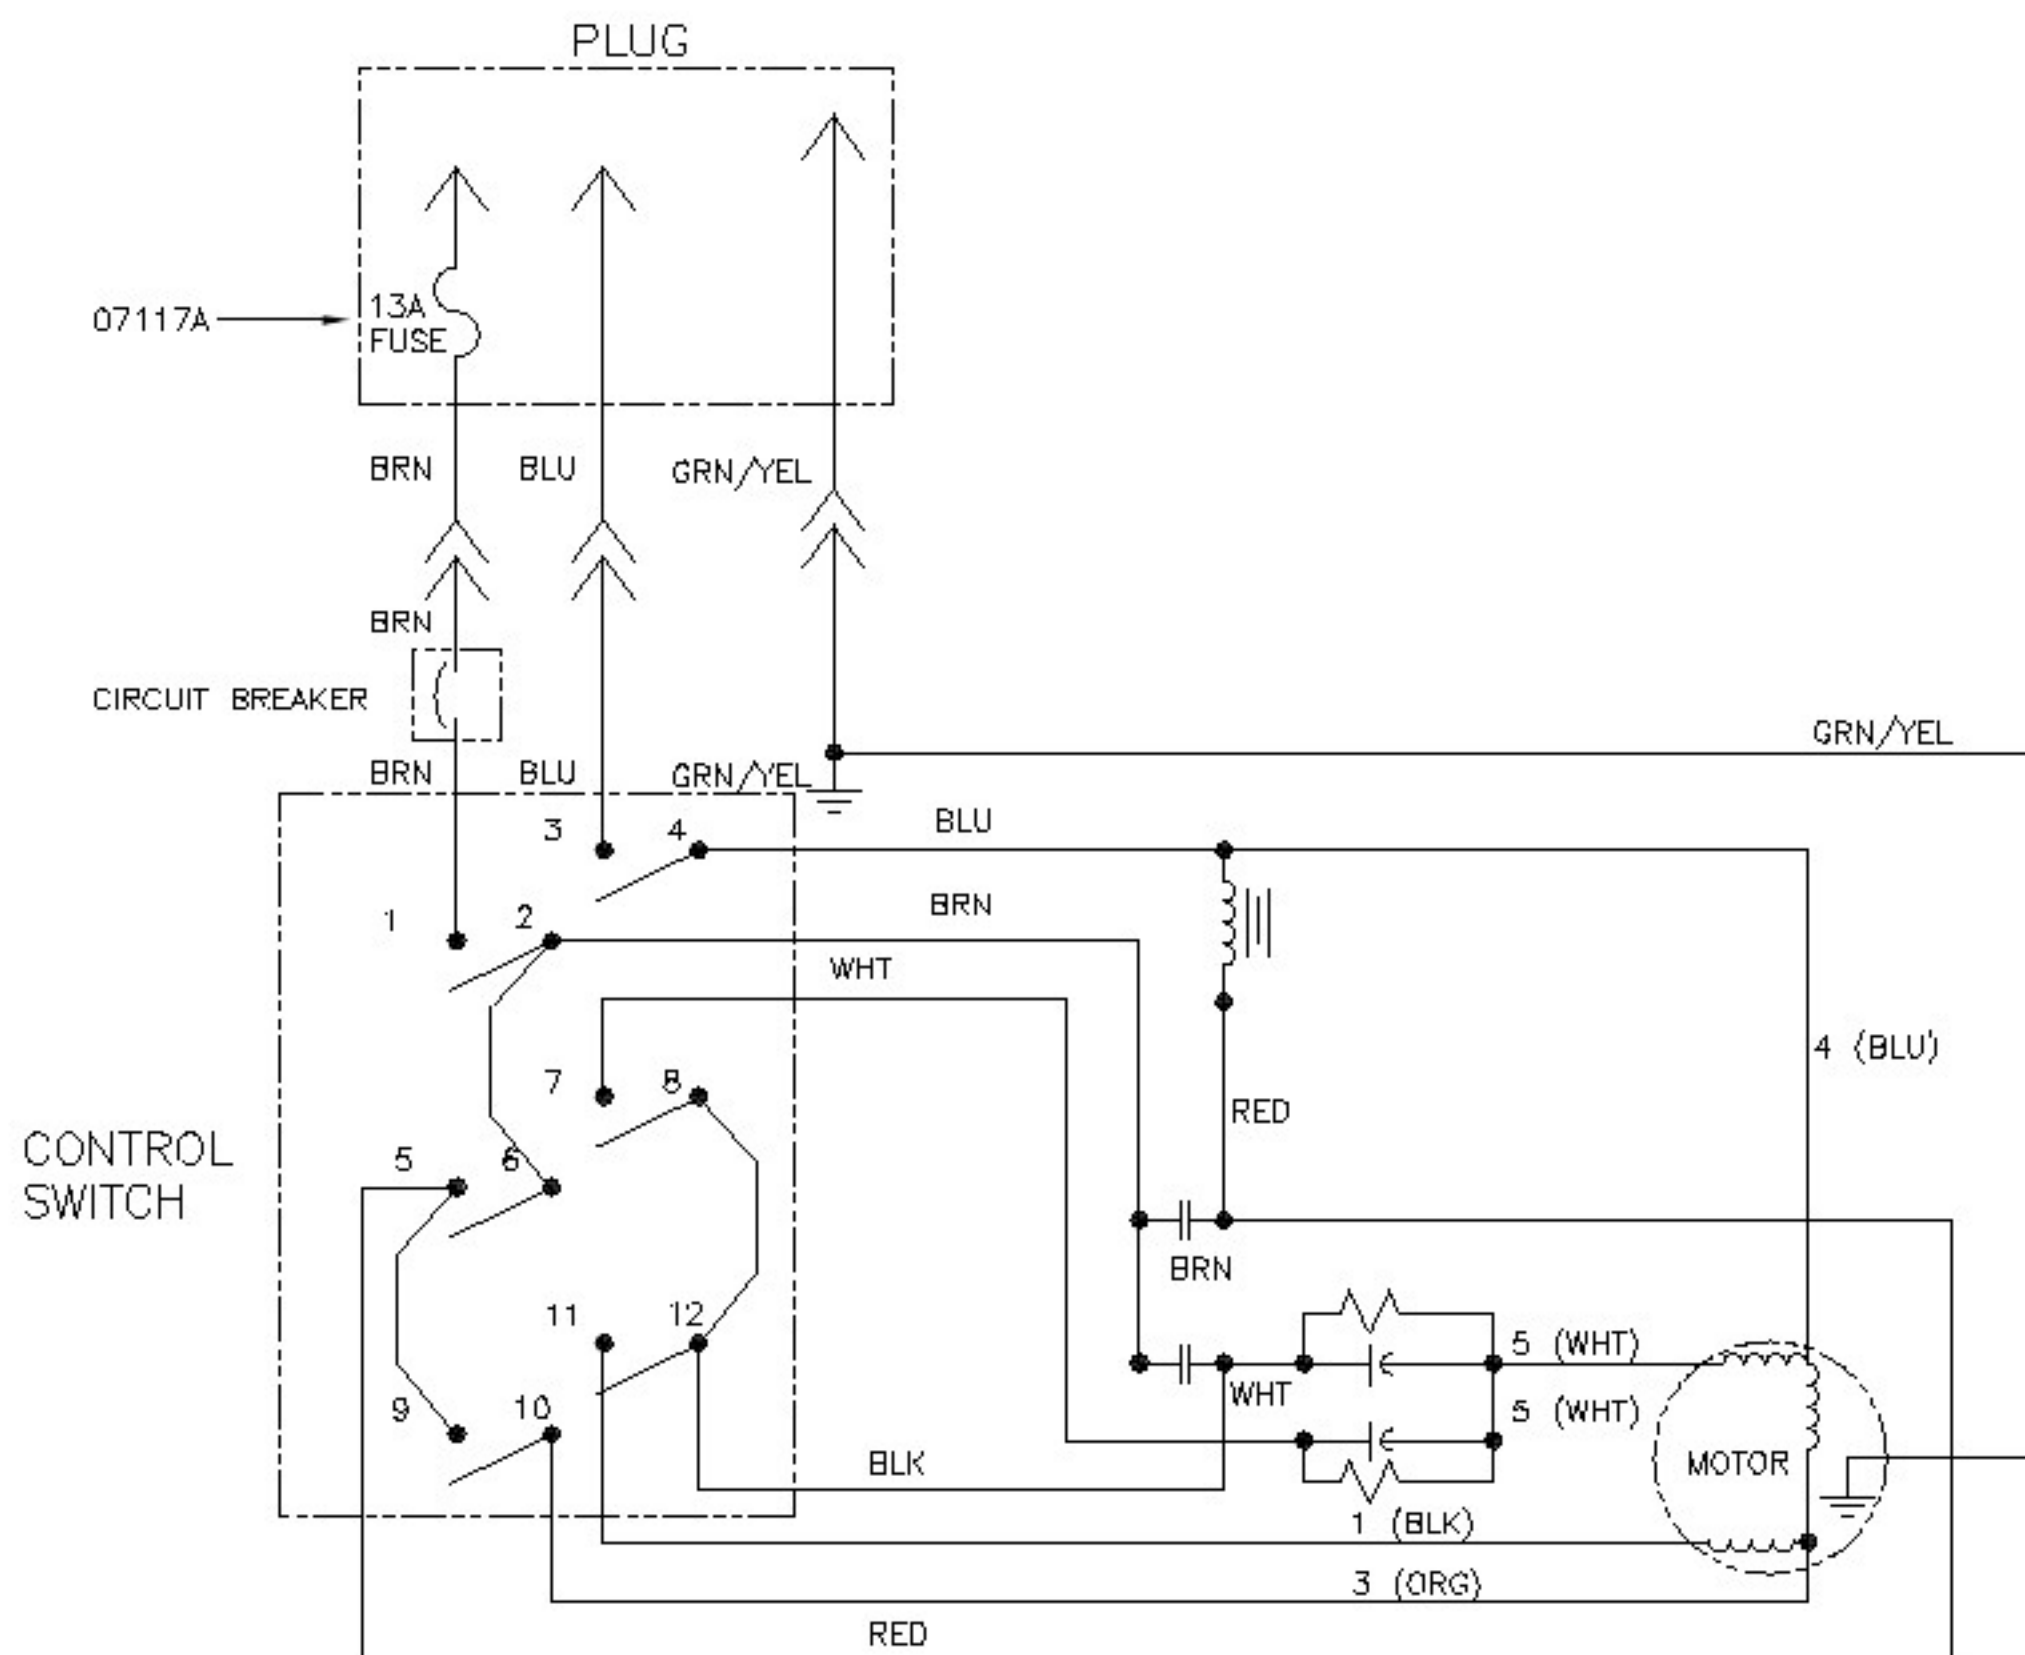 PLUG
07117A
13A
FUSE
BRN BLU GRN/YEL
BRN
CIRCUIT BREAKER
GRN/YEL
BRN BLU GRN/YEL
3 4 BLU
1 2 BRN
WHT
4 (BLU)
7 8
RED
CONTROL
SWITCH
5 6
BRN
11 12
5 (WHT)
WHT
5 (WHT)
9 10
BLK
MOTOR
1 (BLK)
3 (ORG)
RED